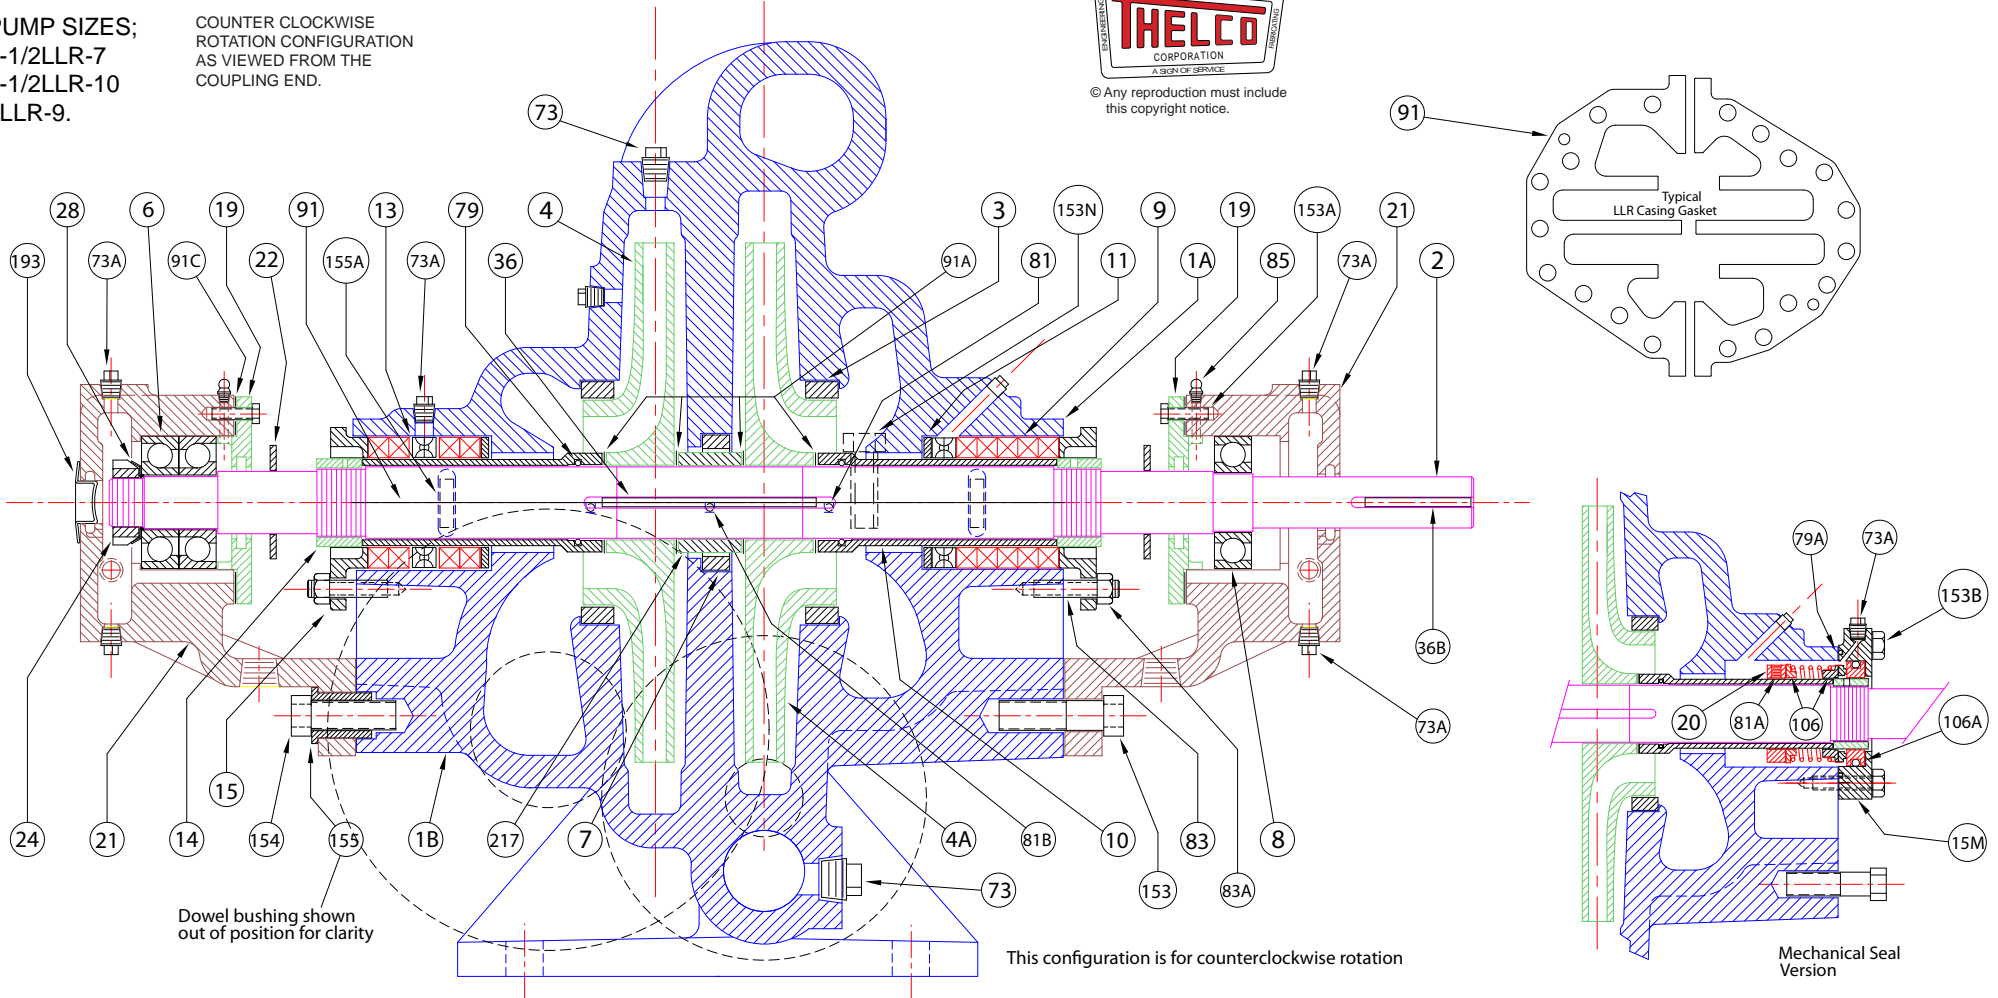 PUMP SIZES;
-1/2LLR-7
-1/2LLR-10
LLR-9.
COUNTER CLOCKWISE
ROTATION CONFIGURATION
AS VIEWED FROM THE
COUPLING END.
ENGINEERING
THELCO
FABRICATING
CORPORATION
A SIGN OF SERVICE
© Any reproduction must include
this copyright notice.
73
91
Typical
LLR Casing Gasket
28
6
19
91
13
79
4
3
153N
9
19
153A
21
193
73A
91C
22
155A
73A
36
91A
81
11
1A
85
73A
2
36B
73A
79A
73A
153B
20
81A
106
106A
15M
15
24
21
14
154
155
1B
217
7
4A
81B
10
83
8
153
83A
73
Dowel bushing shown
out of position for clarity
This configuration is for counterclockwise rotation
Mechanical Seal
Version